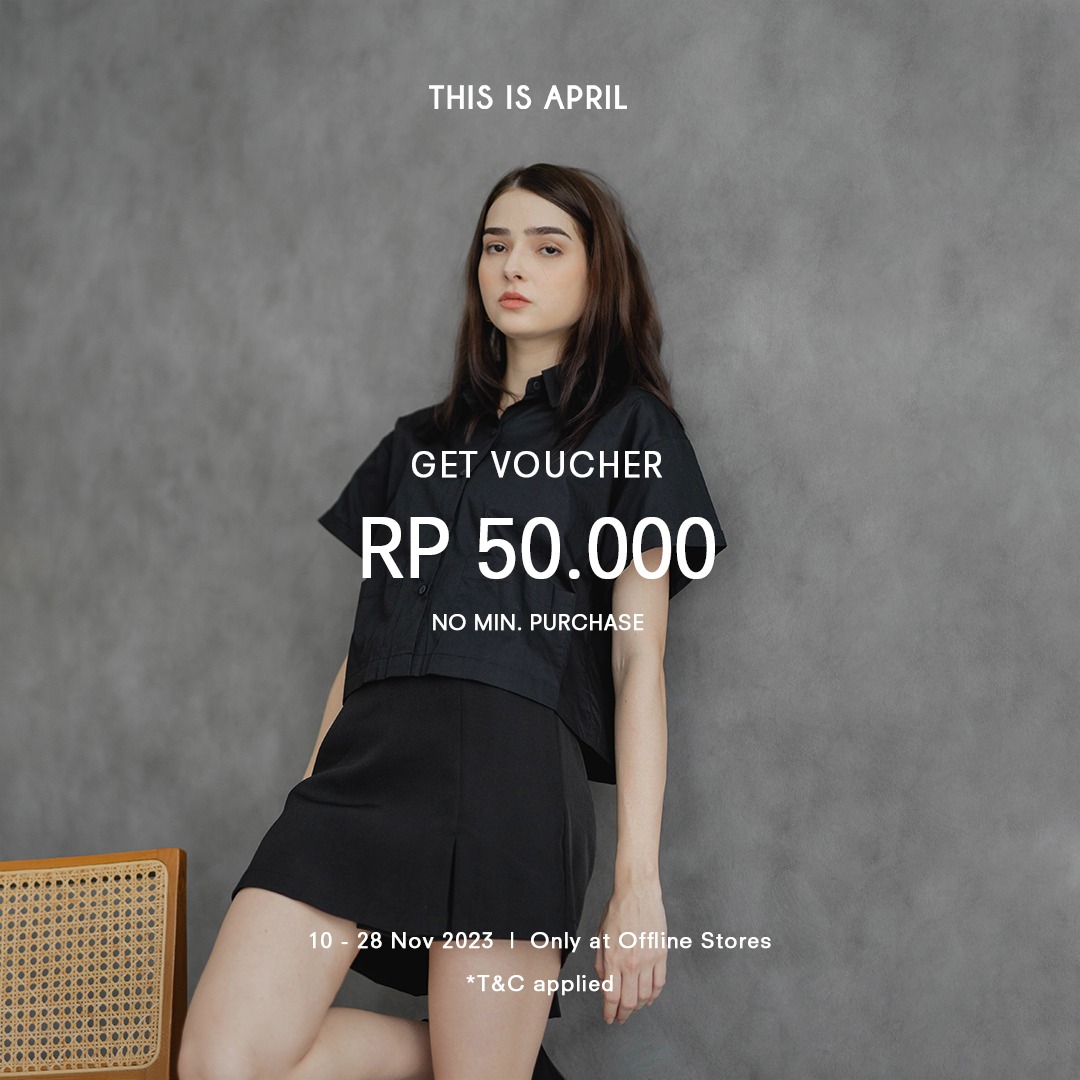 THIS IS APRIL
GET VOUCHER
RP 50.000
NO MIN. PURCHASE
10 - 28 Nov 2023 | Only at Offline Stores
*T&C applied